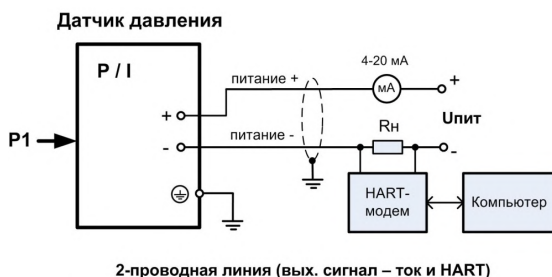 Датчик давления
P / I
4-20 мА
питание +
мА
+
+
P1
Uпит
питание -
Rн
-
-
HART-
модем
Компьютер
2-проводная линия (вых. сигнал – ток и HART)